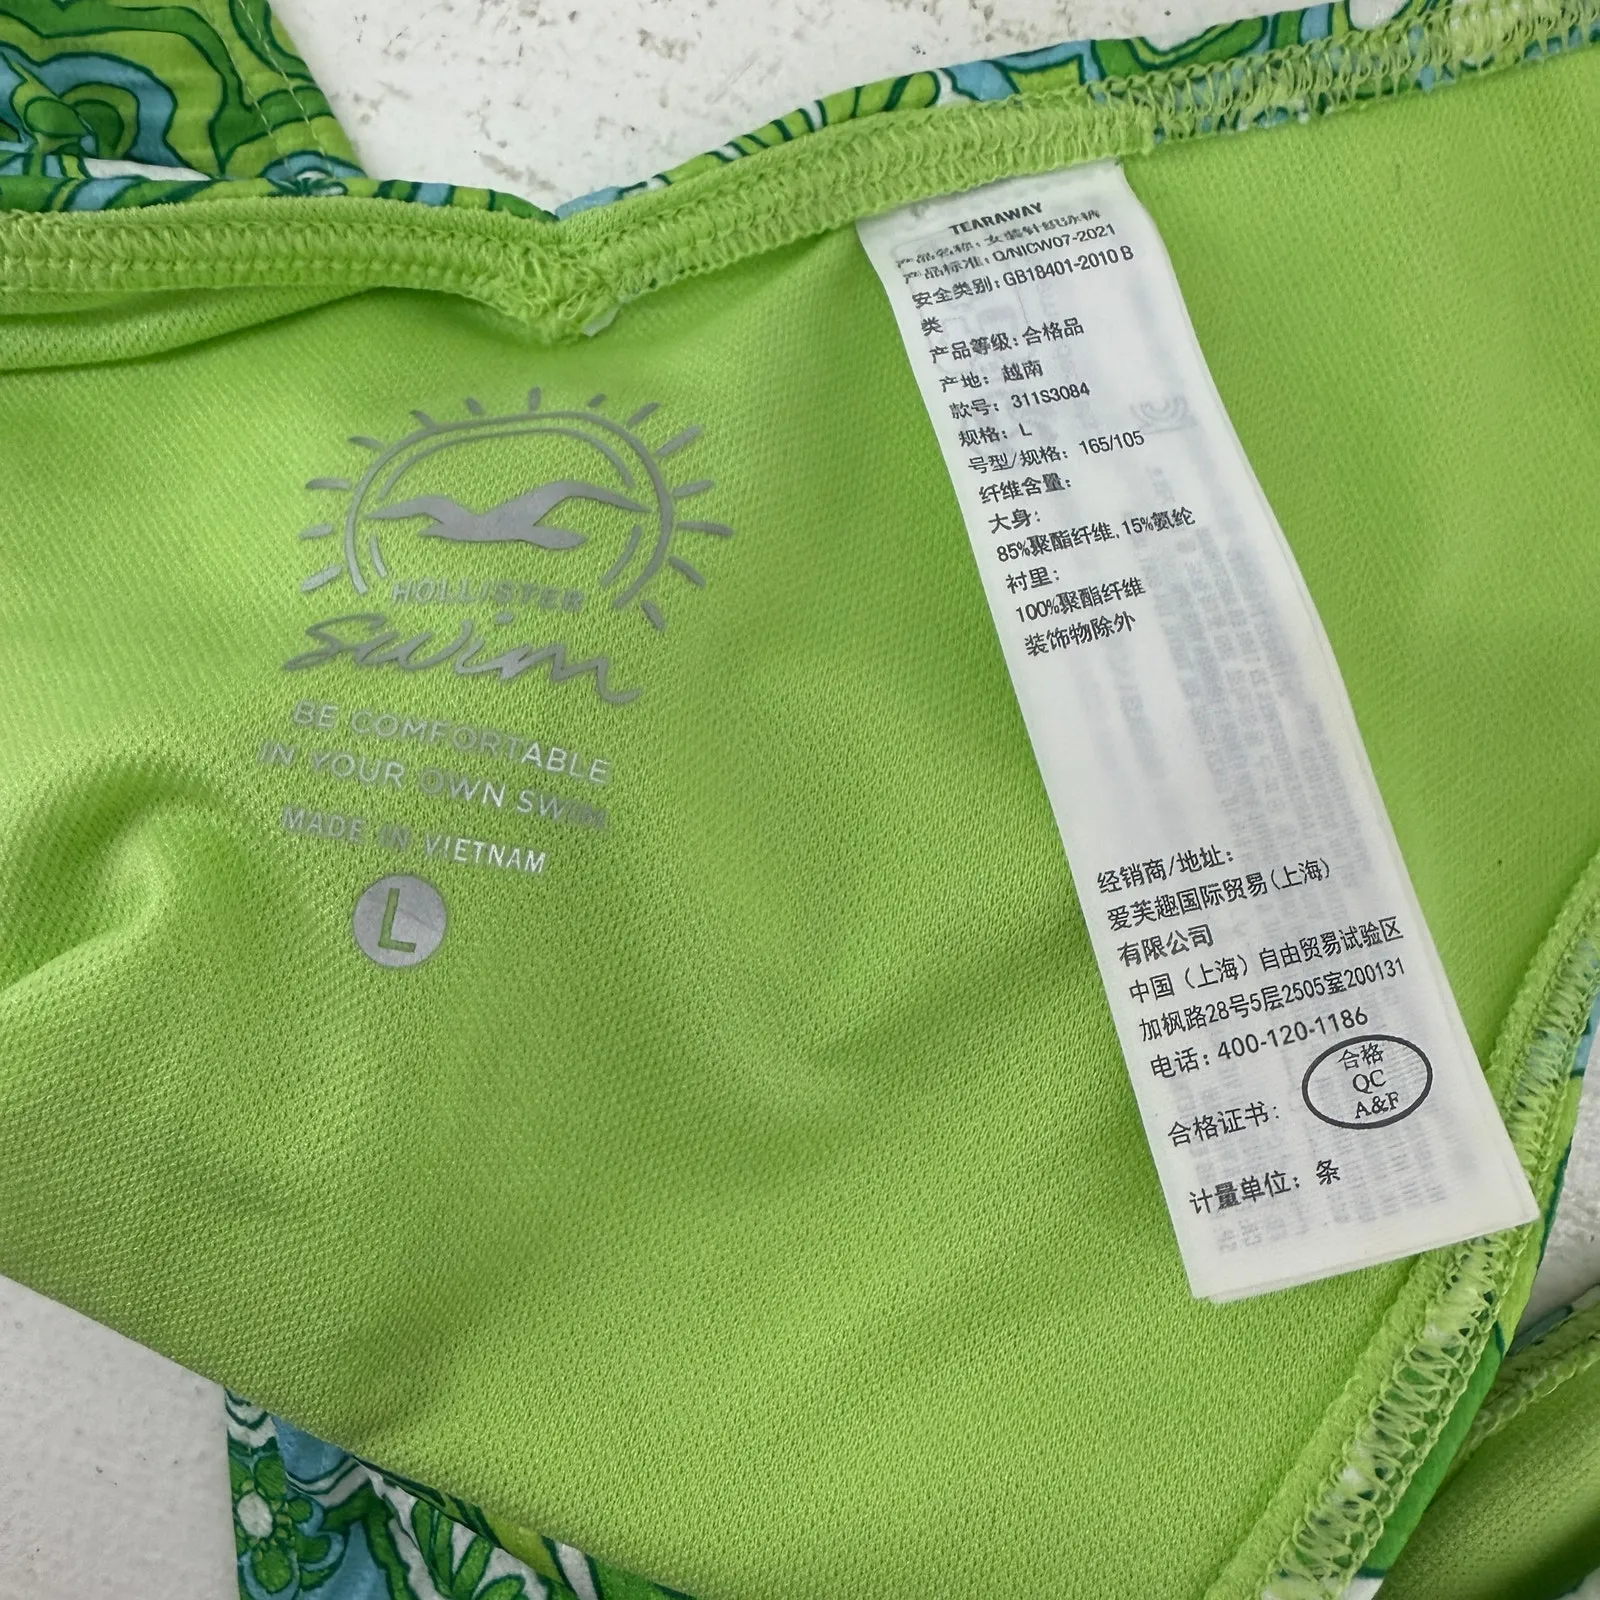 HOLLISTER
swim
BE COMFORTABLE
IN YOUR OWN SWIM
MADE IN VIETNAM
L
TEARAWAY
产品名称: 女装针织泳裤
产品标准: Q/NICW07-2021
安全类别: GB18401-2010 B
类
产品等级: 合格品
产地: 越南
款号: 311S3084
规格: L
号型/规格: 165/105
纤维含量:
大身:
85%聚酯纤维, 15%氨纶
衬里:
100%聚酯纤维
装饰物除外
经销商/地址:
爱芙趣国际贸易(上海)
有限公司
中国（上海）自由贸易试验区
加枫路28号5层2505室200131
电话: 400-120-1186
合格证书:
合格
QC
A&F
计量单位: 条